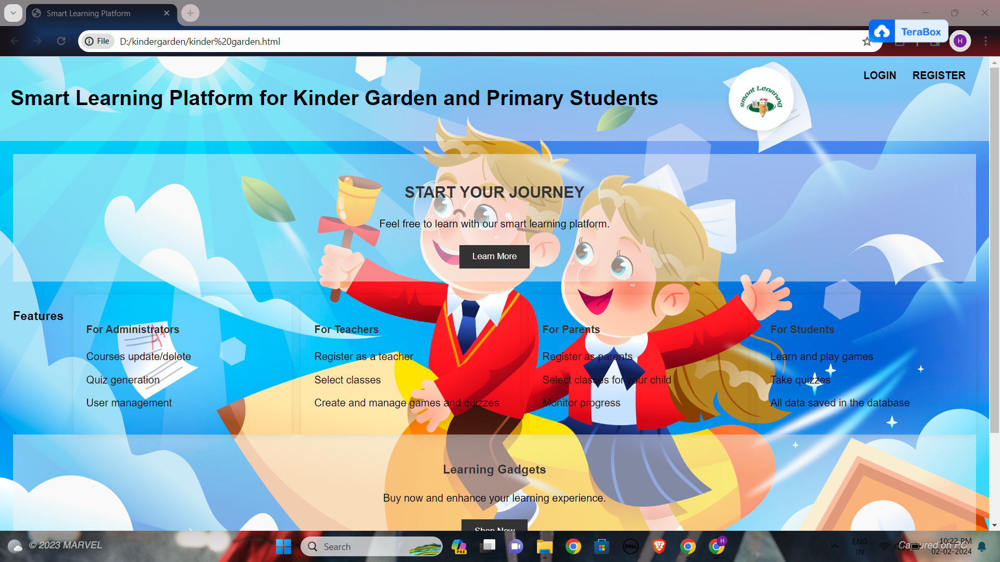 Smart Learning Platform
File
D:/kindergarden/kinder%20garden.html
TeraBox
H
LOGIN
REGISTER
Smart Learning Platform for Kinder Garden and Primary Students
Smart Learning
START YOUR JOURNEY
Feel free to learn with our smart learning platform.
Learn More
Features
For Administrators
Courses update/delete
Quiz generation
User management
For Teachers
Register as a teacher
Select classes
Create and manage games and quizzes
For Parents
Register as parents
Select classes for your child
Monitor progress
For Students
Learn and play games
Take quizzes
All data saved in the database
A+
Learning Gadgets
Buy now and enhance your learning experience.
Shop Now
© 2023 MARVEL
Search
PRE
DELL
H
ENG
IN
Captured on PC
10:22 PM
02-02-2024